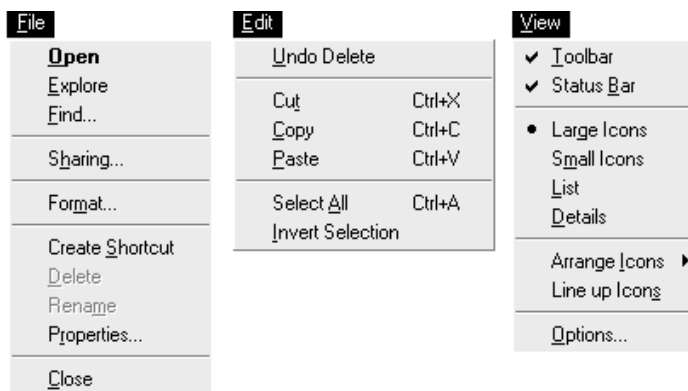 File
Open
Explore
Find...
Sharing...
Format...
Create Shortcut
Delete
Rename
Properties...
Close
Edit
Undo Delete
Cut Ctrl+X
Copy Ctrl+C
Paste Ctrl+V
Select All Ctrl+A
Invert Selection
View
Toolbar
Status Bar
Large Icons
Small Icons
List
Details
Arrange Icons
Line up Icons
Options...